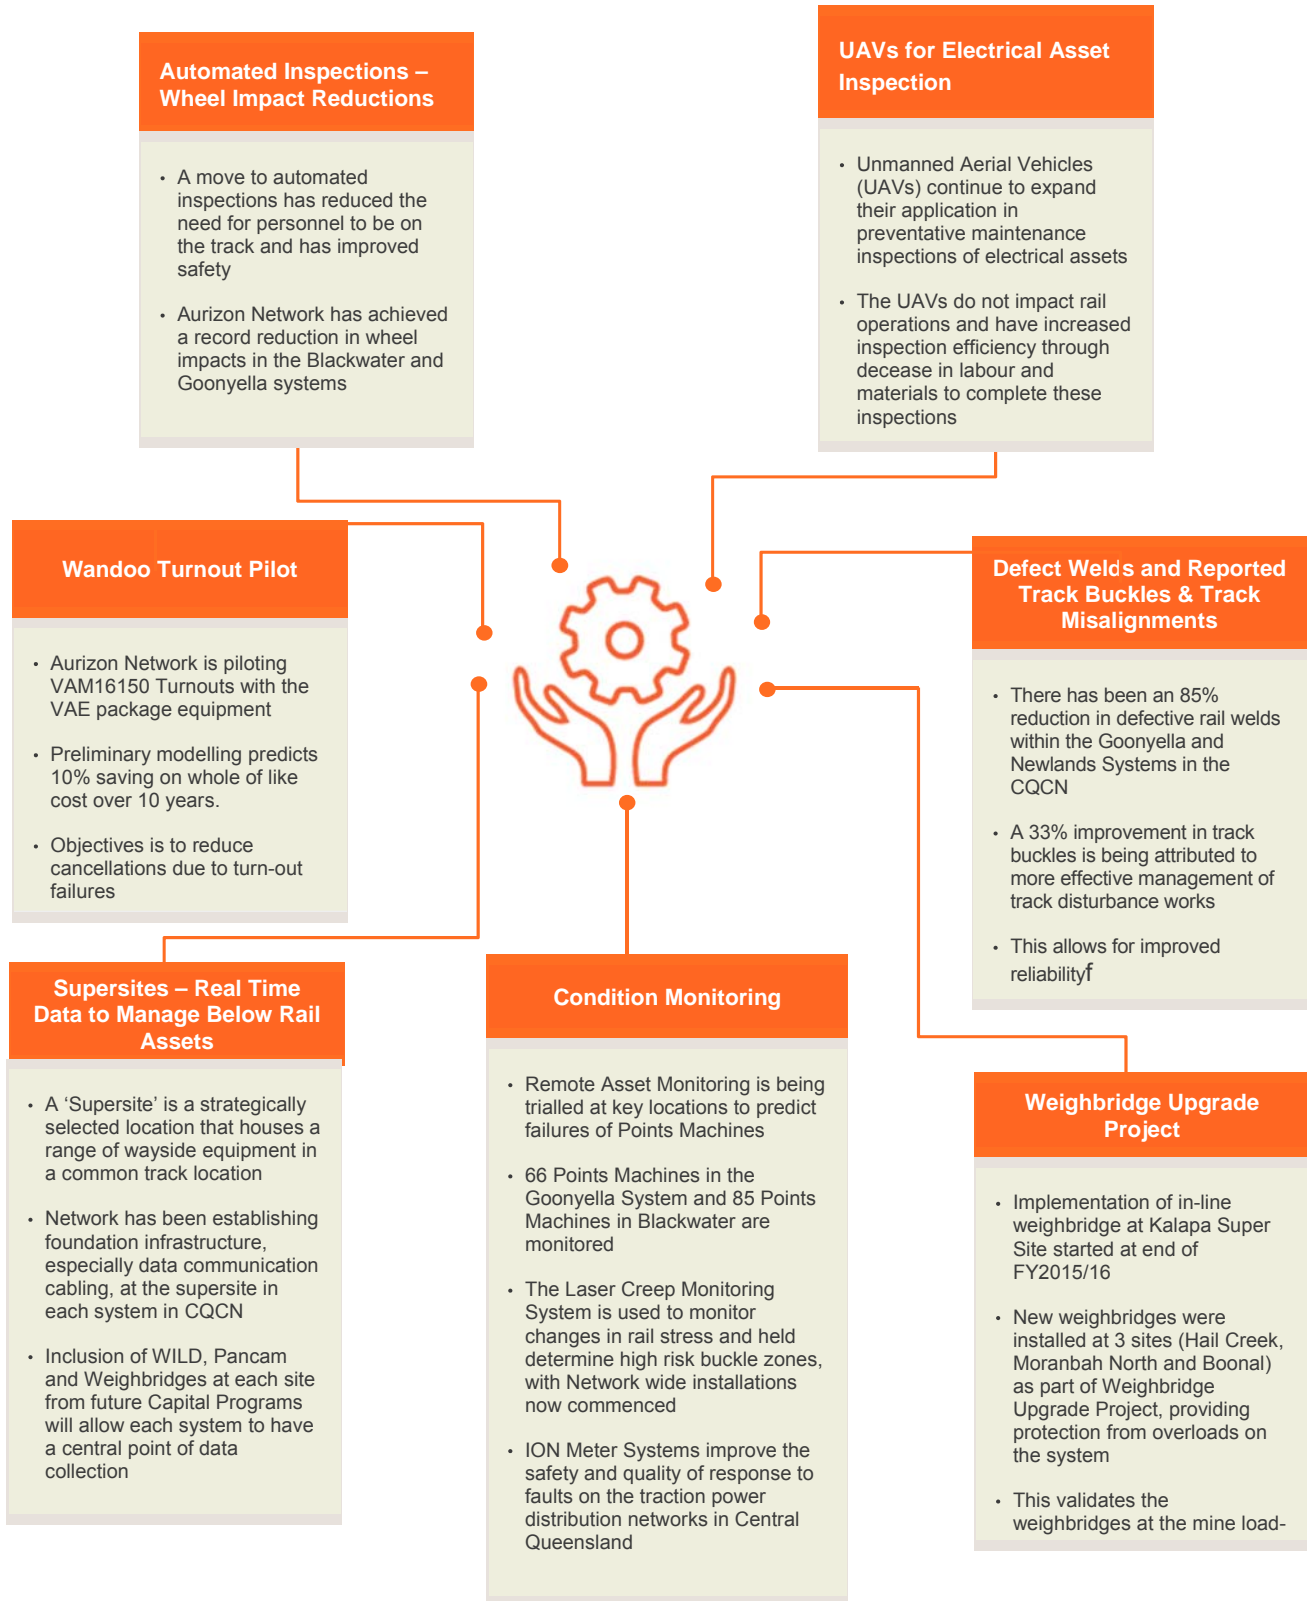 Automated Inspections –
Wheel Impact Reductions
• A move to automated
inspections has reduced the
need for personnel to be on
the track and has improved
safety
• Aurizon Network has achieved
a record reduction in wheel
impacts in the Blackwater and
Goonyella systems
UAVs for Electrical Asset
Inspection
• Unmanned Aerial Vehicles
(UAVs) continue to expand
their application in
preventative maintenance
inspections of electrical assets
• The UAVs do not impact rail
operations and have increased
inspection efficiency through
decease in labour and
materials to complete these
inspections
Wandoo Turnout Pilot
• Aurizon Network is piloting
VAM16150 Turnouts with the
VAE package equipment
• Preliminary modelling predicts
10% saving on whole of like
cost over 10 years.
• Objectives is to reduce
cancellations due to turn-out
failures
Defect Welds and Reported
Track Buckles & Track
Misalignments
• There has been an 85%
reduction in defective rail welds
within the Goonyella and
Newlands Systems in the
CQCN
• A 33% improvement in track
buckles is being attributed to
more effective management of
track disturbance works
• This allows for improved
reliabilityf
Supersites – Real Time
Data to Manage Below Rail
Assets
• A ‘Supersite’ is a strategically
selected location that houses a
range of wayside equipment in
a common track location
• Network has been establishing
foundation infrastructure,
especially data communication
cabling, at the supersite in
each system in CQCN
• Inclusion of WILD, Pancam
and Weighbridges at each site
from future Capital Programs
will allow each system to have
a central point of data
collection
Condition Monitoring
• Remote Asset Monitoring is being
trialled at key locations to predict
failures of Points Machines
• 66 Points Machines in the
Goonyella System and 85 Points
Machines in Blackwater are
monitored
• The Laser Creep Monitoring
System is used to monitor
changes in rail stress and held
determine high risk buckle zones,
with Network wide installations
now commenced
• ION Meter Systems improve the
safety and quality of response to
faults on the traction power
distribution networks in Central
Queensland
Weighbridge Upgrade
Project
• Implementation of in-line
weighbridge at Kalapa Super
Site started at end of
FY2015/16
• New weighbridges were
installed at 3 sites (Hail Creek,
Moranbah North and Boonal)
as part of Weighbridge
Upgrade Project, providing
protection from overloads on
the system
• This validates the
weighbridges at the mine load-